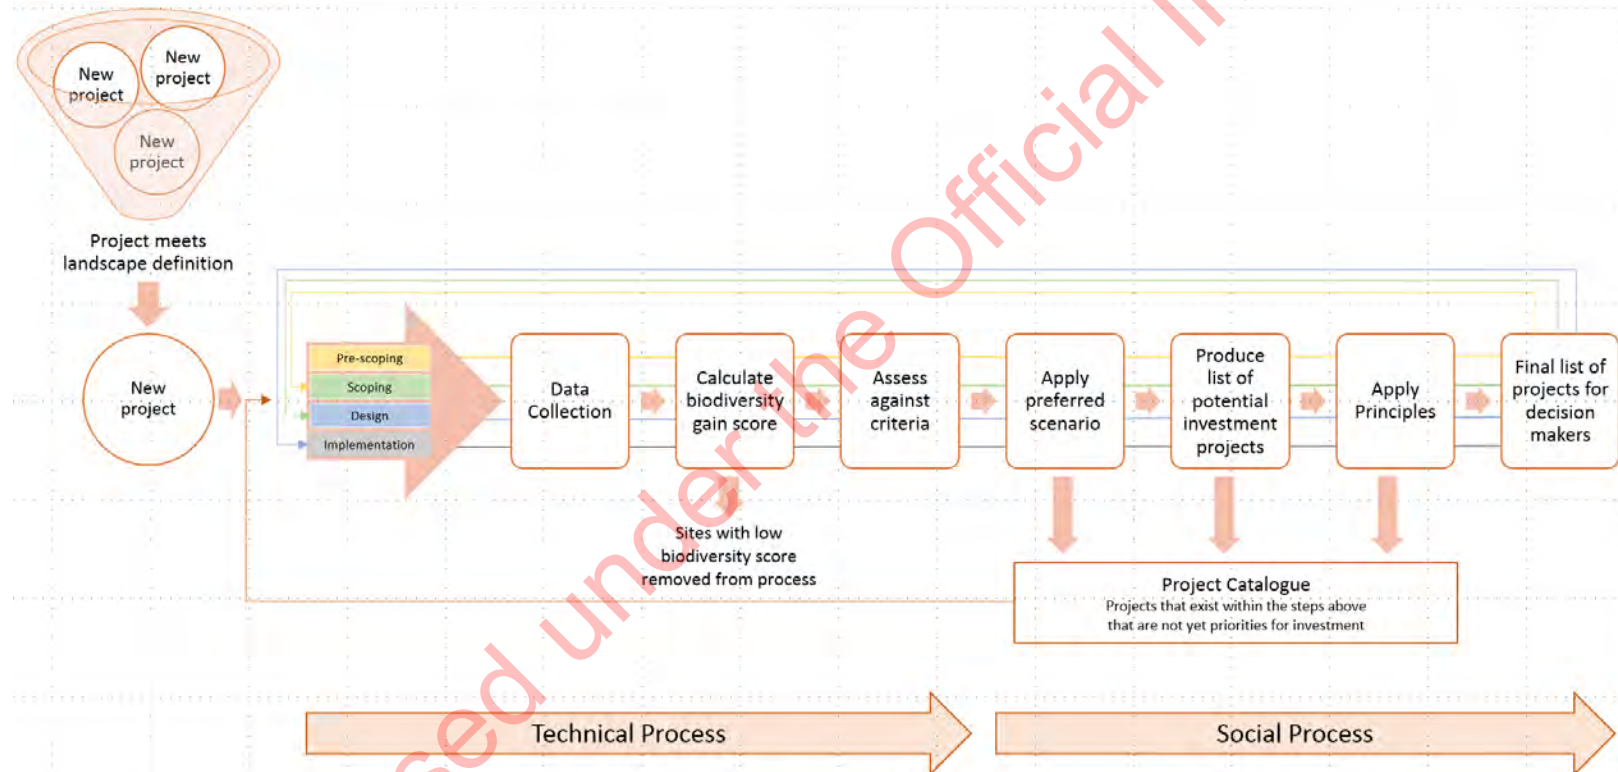 New
project
New
project
New
project
Project meets
landscape definition
New
project
Pre-scoping
Scoping
Design
Implementation
Data
Collection
Calculate
biodiversity
gain score
Assess
against
criteria
Apply
preferred
scenario
Produce
list of
potential
investment
projects
Apply
Principles
Final list of
projects for
decision
makers
Sites with low
biodiversity score
removed from process
Project Catalogue
Projects that exist within the steps above
that are not yet priorities for investment
Technical Process
Social Process
sed under the Official